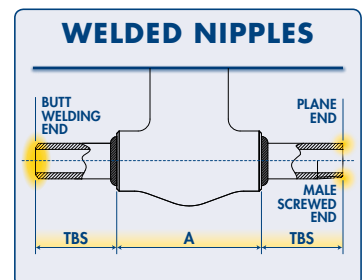 WELDED NIPPLES
BUTT
WELDING
END
PLANE
END
MALE
SCREWED
END
TBS
A
TBS